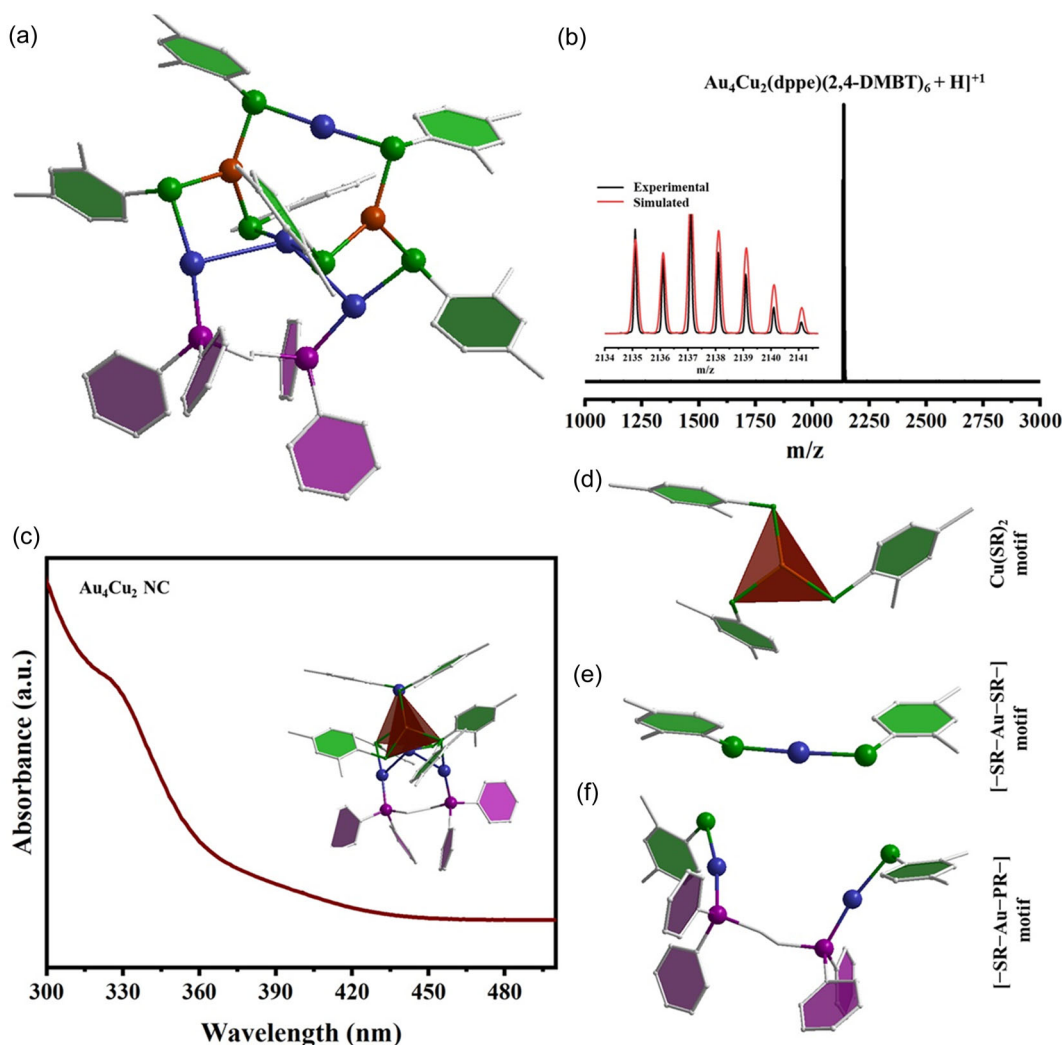 (a)
(b)
Au₄Cu₂(dppe)(2,4-DMBT)₆ + H]⁺¹
Experimental
Simulated
2134 2135 2136 2137 2138 2139 2140 2141
m/z
1000 1250 1500 1750 2000 2250 2500 2750 3000
m/z
(c)
Au₄Cu₂ NC
Absorbance (a.u.)
300 330 360 390 420 450 480
Wavelength (nm)
(d)
Cu(SR)₂
motif
(e)
[–SR–Au–SR–]
motif
(f)
[–SR–Au–PR–]
motif